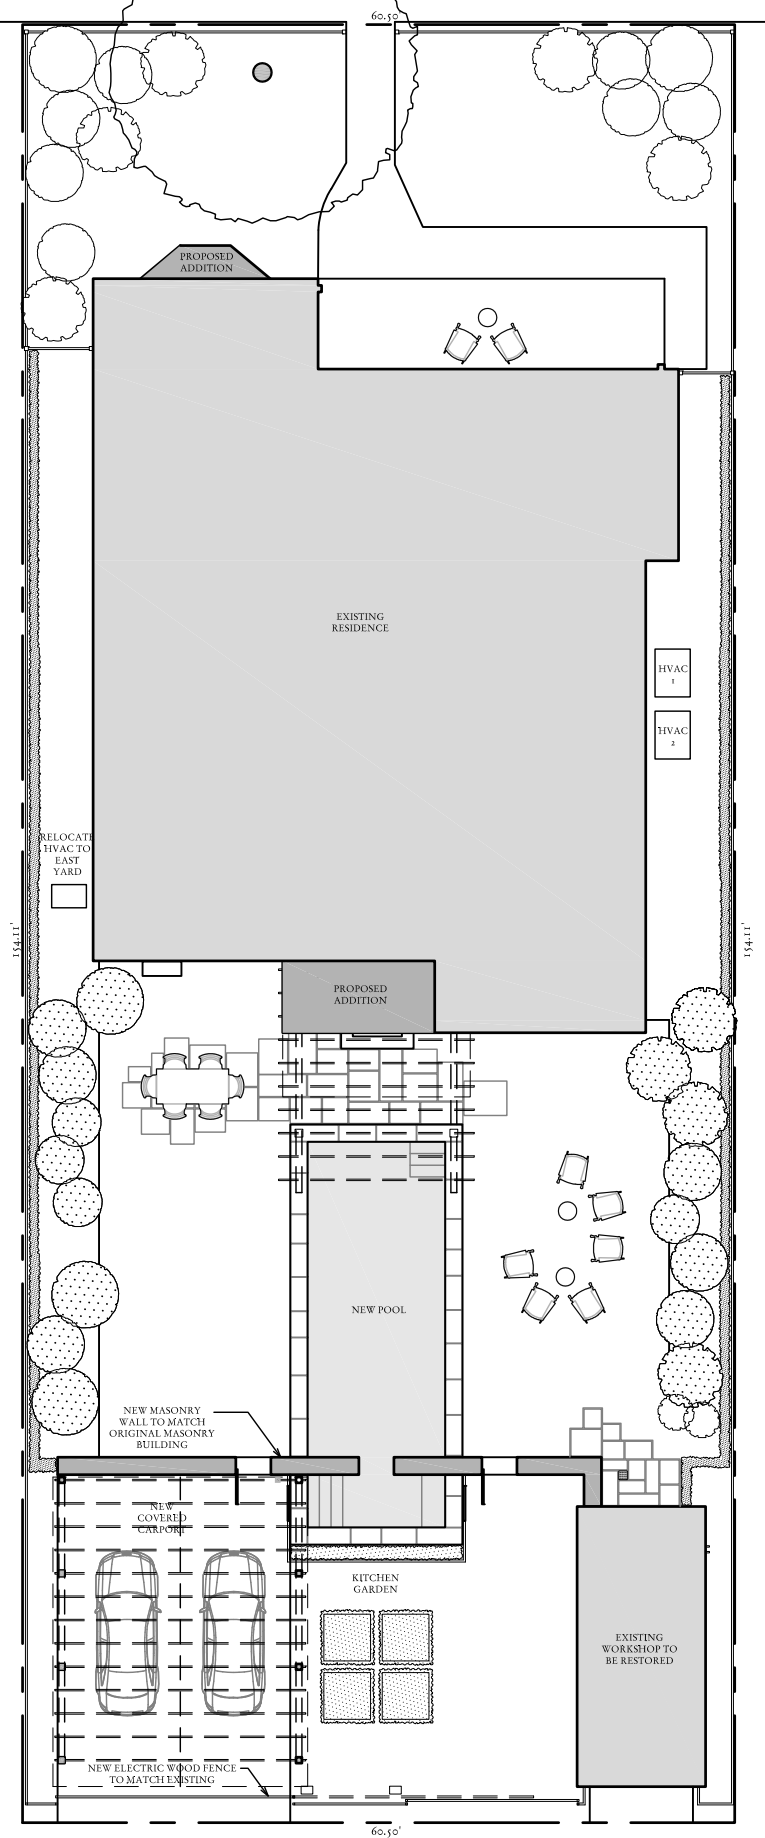 60.50'
PROPOSED
ADDITION
EXISTING
RESIDENCE
HVAC
1
HVAC
2
RELOCATE
HVAC TO
EAST
YARD
154.11'
154.11'
PROPOSED
ADDITION
NEW POOL
NEW MASONRY
WALL TO MATCH
ORIGINAL MASONRY
BUILDING
NEW
COVERED
CARPORT
KITCHEN
GARDEN
EXISTING
WORKSHOP TO
BE RESTORED
NEW ELECTRIC WOOD FENCE
TO MATCH EXISTING
60.50'